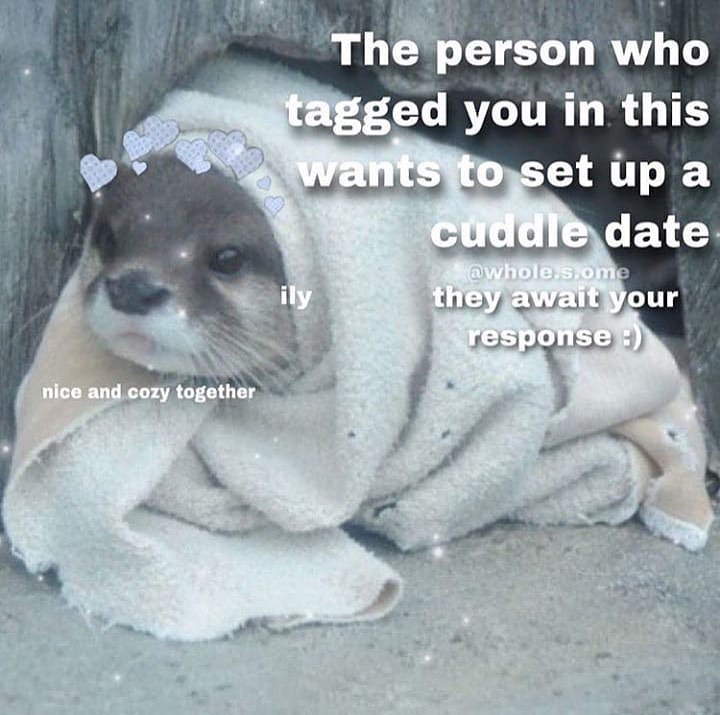 The person who
tagged you in this
wants to set up a
cuddle date
@whole.s.ome
ily
they await your
response :)
nice and cozy together